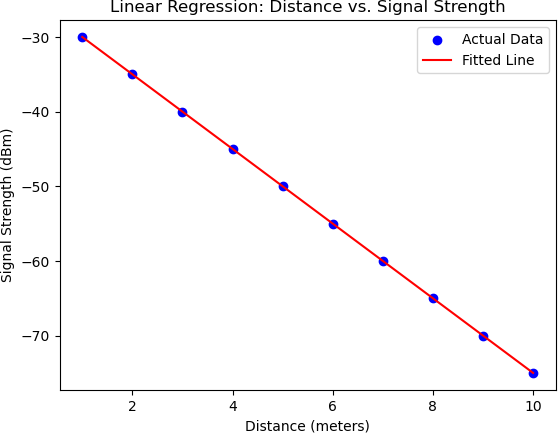 Linear Regression: Distance vs. Signal Strength
Actual Data
Fitted Line
Signal Strength (dBm)
−30
−40
−50
−60
−70
2 4 6 8 10
Distance (meters)